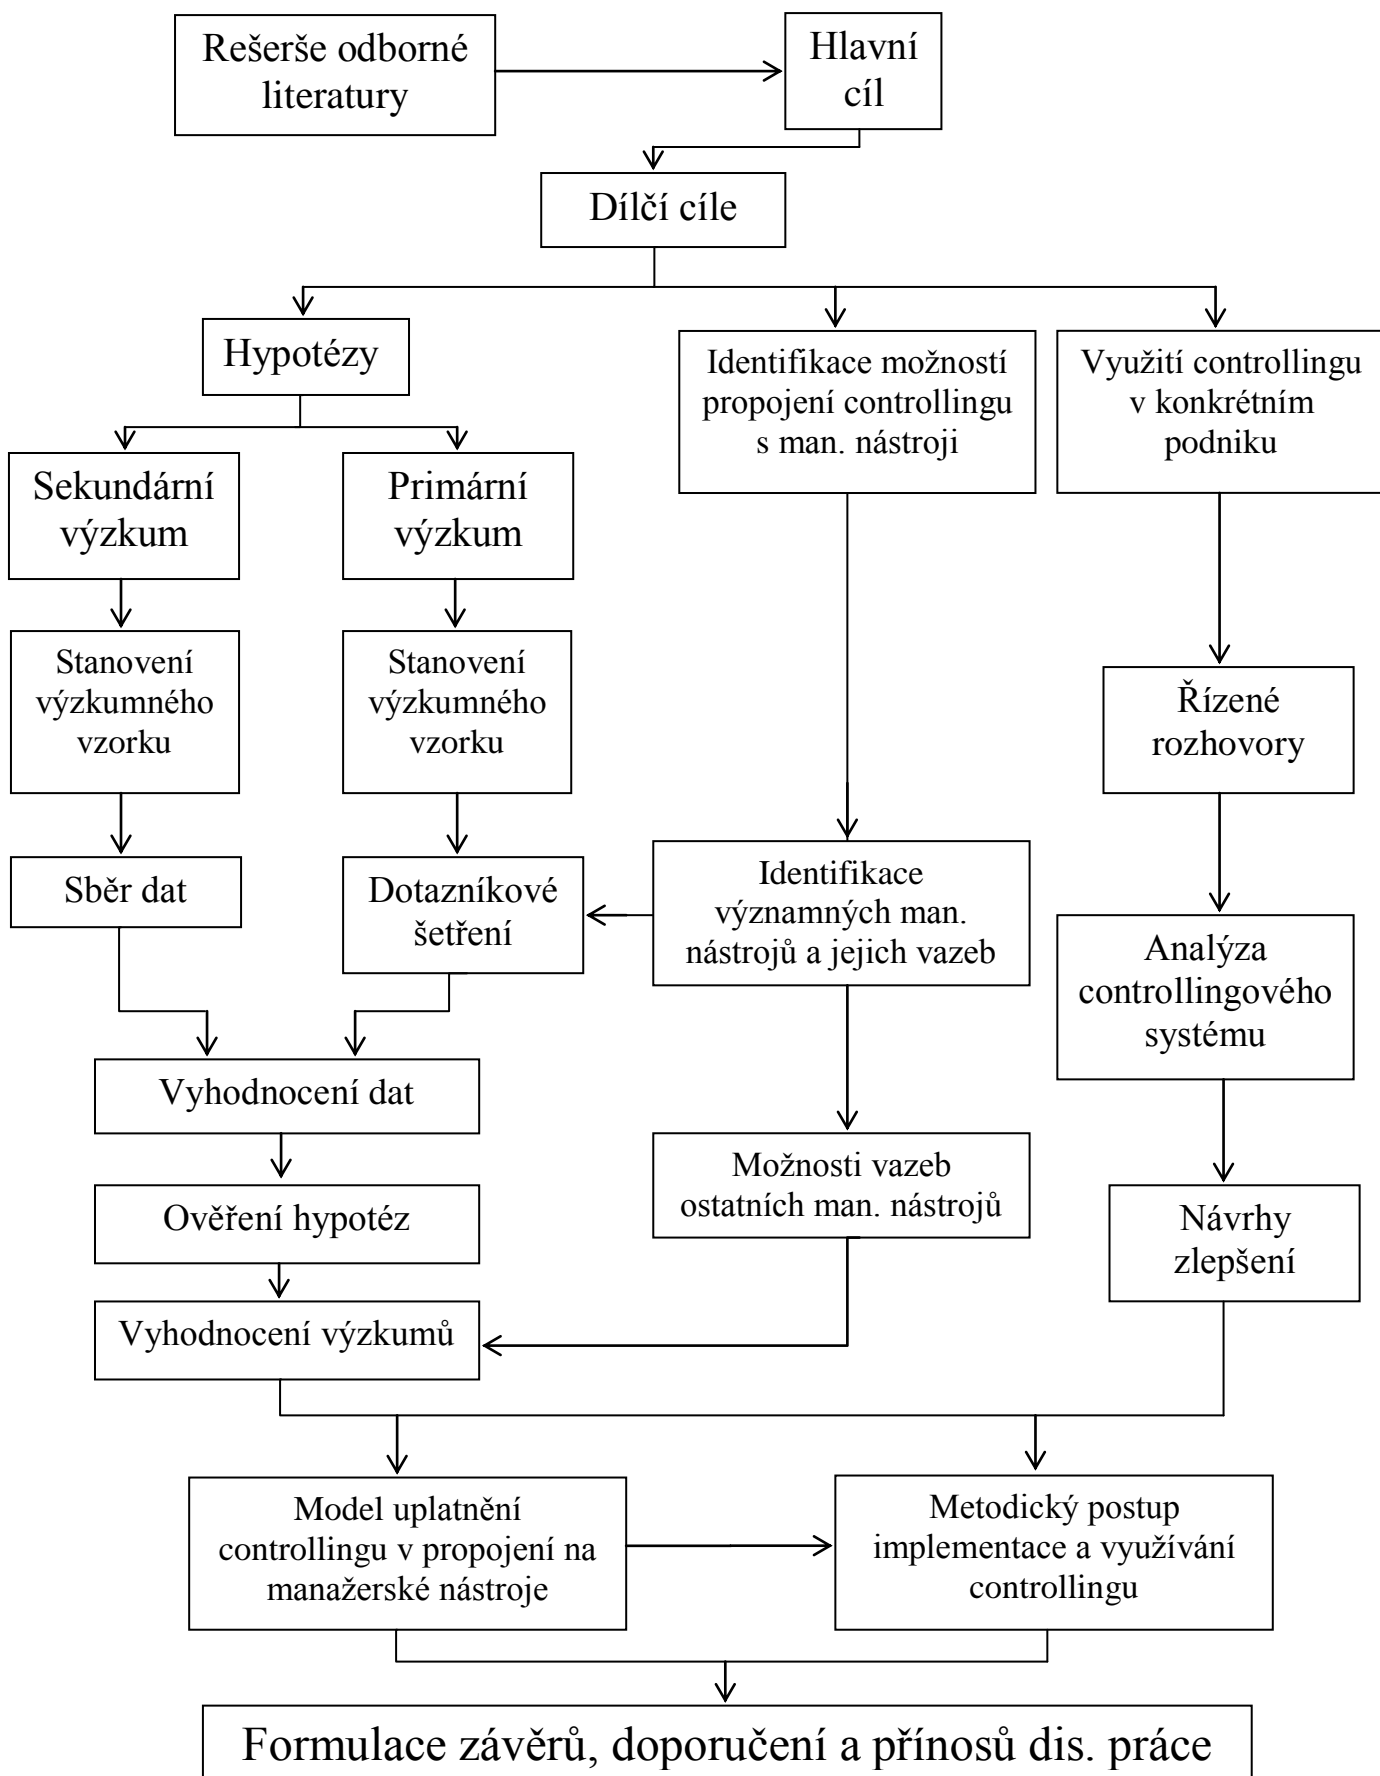 Rešerše odborné
literatury
Hlavní
cíl
Dílčí cíle
Hypotézy
Identifikace možností
propojení controllingu
s man. nástroji
Využití controllingu
v konkrétním
podniku
Sekundární
výzkum
Primární
výzkum
Stanovení
výzkumného
vzorku
Stanovení
výzkumného
vzorku
Řízené
rozhovory
Sběr dat
Dotazníkové
šetření
Identifikace
významných man.
nástrojů a jejich vazeb
Analýza
controllingového
systému
Vyhodnocení dat
Možnosti vazeb
ostatních man. nástrojů
Ověření hypotéz
Návrhy
zlepšení
Vyhodnocení výzkumů
Model uplatnění
controllingu v propojení na
manažerské nástroje
Metodický postup
implementace a využívání
controllingu
Formulace závěrů, doporučení a přínosů dis. práce